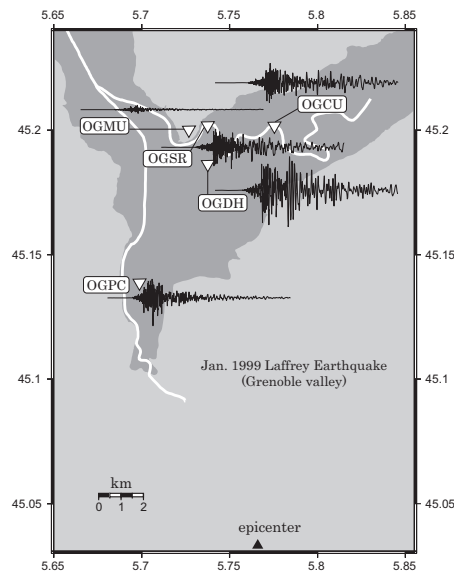 5.65 5.7 5.75 5.8 5.85
OGCU
OGMU
45.2 45.2
OGSR
OGDH
45.15 45.15
OGPC
Jan. 1999 Laffrey Earthquake
(Grenoble valley)
45.1 45.1
km
0 1 2
45.05 45.05
epicenter
5.65 5.7 5.75 5.8 5.85